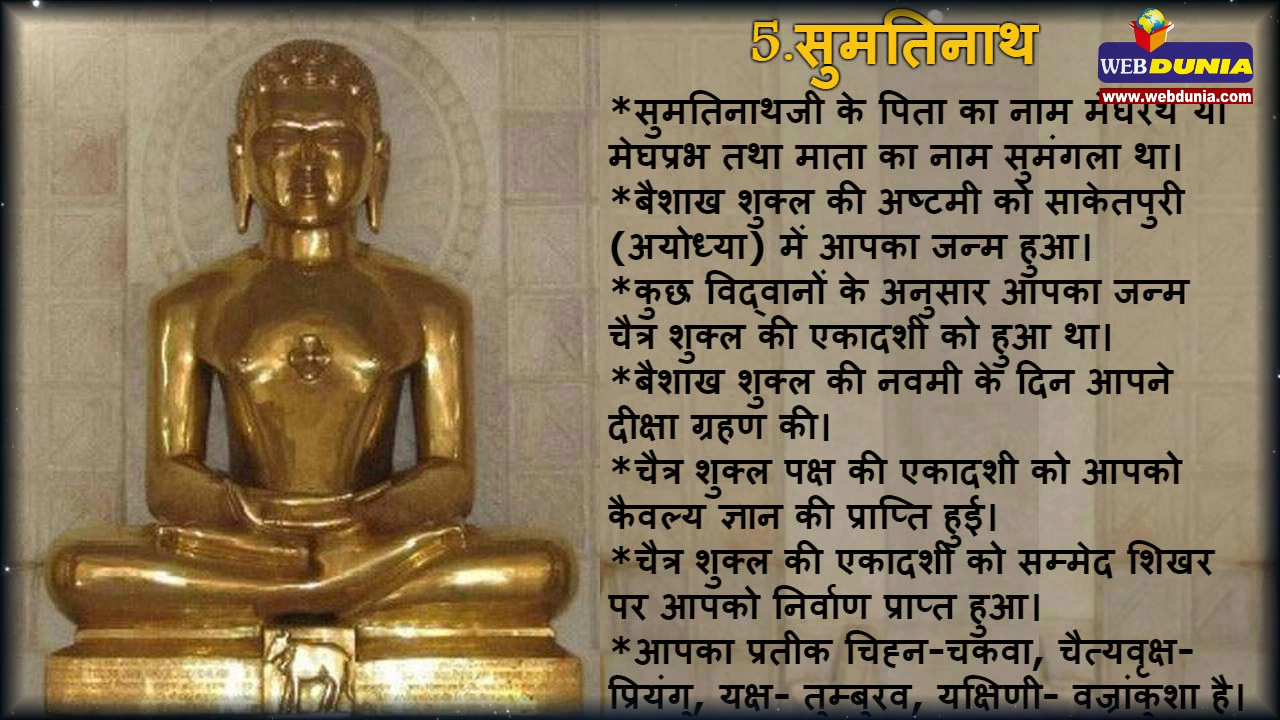 5.सुमतिनाथ
WEBDUNIA
www.webdunia.com
*सुमतिनाथजी के पिता का नाम मेघरथ या
मेघप्रभ तथा माता का नाम सुमंगला था।
*बैशाख शुक्ल की अष्टमी को साकेतपुरी
(अयोध्या) में आपका जन्म हुआ।
*कुछ विद्‌वानों के अनुसार आपका जन्म
चैत्र शुक्ल की एकादशी को हुआ था।
*बैशाख शुक्ल की नवमी के दिन आपने
दीक्षा ग्रहण की।
*चैत्र शुक्ल पक्ष की एकादशी को आपको
कैवल्य ज्ञान की प्राप्ति हुई।
*चैत्र शुक्ल की एकादशी को सम्मेद शिखर
पर आपको निर्वाण प्राप्त हुआ।
*आपका प्रतीक चिह्न-चकवा, चैत्यवृक्ष-
प्रियंगु, यक्ष- तुम्बुरव, यक्षिणी- वज्रांकुशा है।